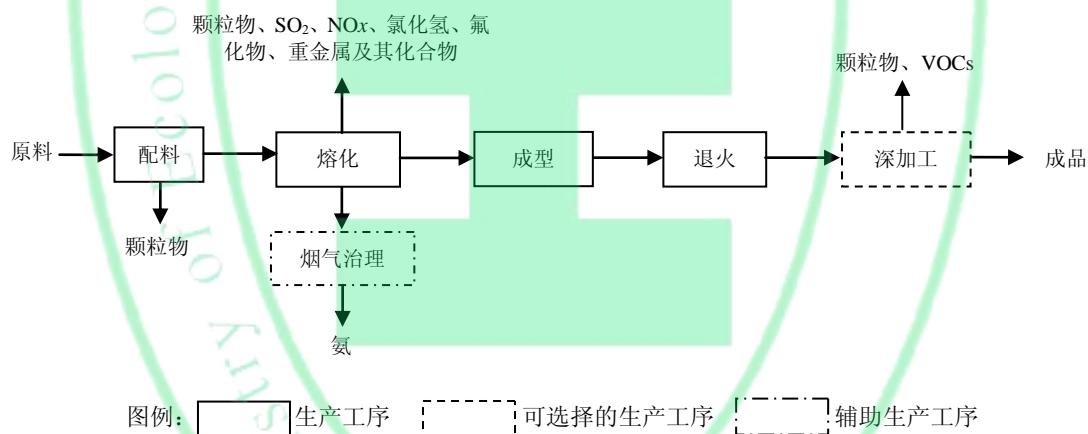 颗粒物、SO₂、NOx、氯化氢、氟
化物、重金属及其化合物
颗粒物、VOCs
原料
配料
熔化
成型
退火
深加工
成品
颗粒物
烟气治理
氨
图例：
生产工序
可选择的生产工序
辅助生产工序